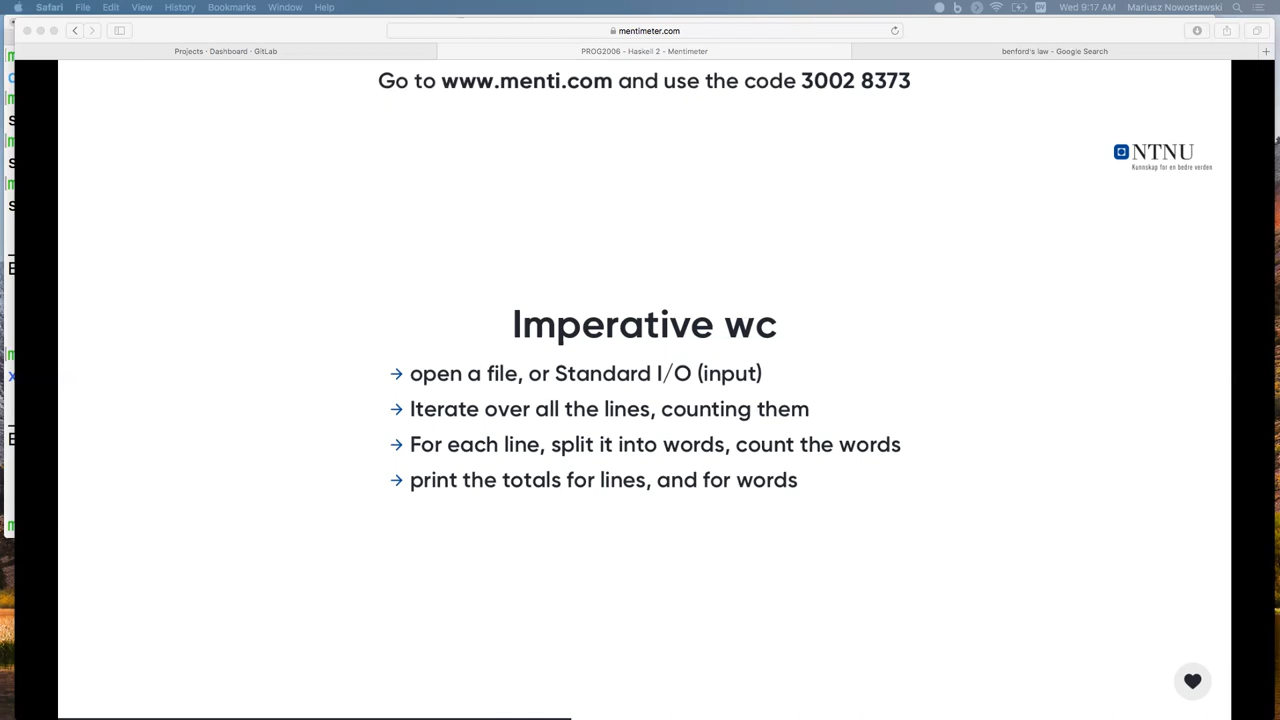 Safari File Edit View History Bookmarks Window Help Wed 9:17 AM Mariusz Nowostawski
mentimeter.com
Projects · Dashboard · GitLab PROG2006 - Haskell 2 - Mentimeter benford's law - Google Search
Go to www.menti.com and use the code 3002 8373
NTNU
Kunnskap for en bedre verden
Imperative wc
→ open a file, or Standard I/O (input)
→ Iterate over all the lines, counting them
→ For each line, split it into words, count the words
→ print the totals for lines, and for words